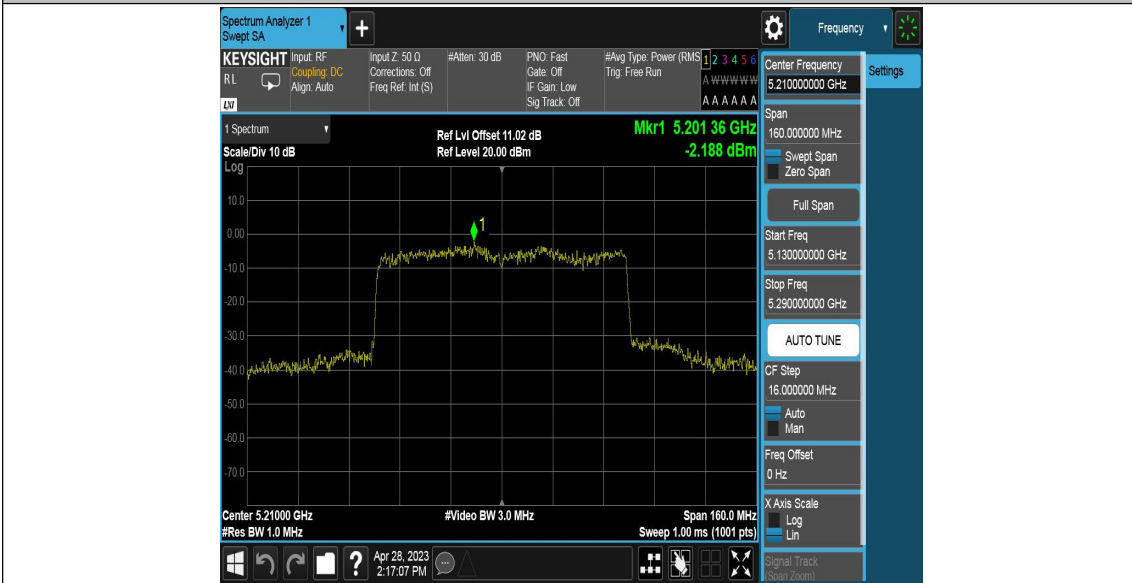 Spectrum Analyzer 1
Swept SA
+
Frequency
KEYSIGHT
R L
LXI
Input: RF
Coupling: DC
Align: Auto
Input Z: 50 Ω
Corrections: Off
Freq Ref: Int (S)
#Atten: 30 dB
PNO: Fast
Gate: Off
IF Gain: Low
Sig Track: Off
#Avg Type: Power (RMS
Trig: Free Run
1 2 3 4 5 6
A W W W W W
A A A A A A
1 Spectrum
Scale/Div 10 dB
Log
Ref Lvl Offset 11.02 dB
Ref Level 20.00 dBm
Mkr1 5.201 36 GHz
-2.188 dBm
10.0
0.00
-10.0
-20.0
-30.0
-40.0
-50.0
-60.0
-70.0
1
Center 5.21000 GHz
#Res BW 1.0 MHz
#Video BW 3.0 MHz
Span 160.0 MHz
Sweep 1.00 ms (1001 pts)
Center Frequency
5.210000000 GHz
Settings
Span
160.000000 MHz
Swept Span
Zero Span
Full Span
Start Freq
5.130000000 GHz
Stop Freq
5.290000000 GHz
AUTO TUNE
CF Step
16.000000 MHz
Auto
Man
Freq Offset
0 Hz
X Axis Scale
Log
Lin
Signal Track
(Span Zoom)
?
Apr 28, 2023
2:17:07 PM